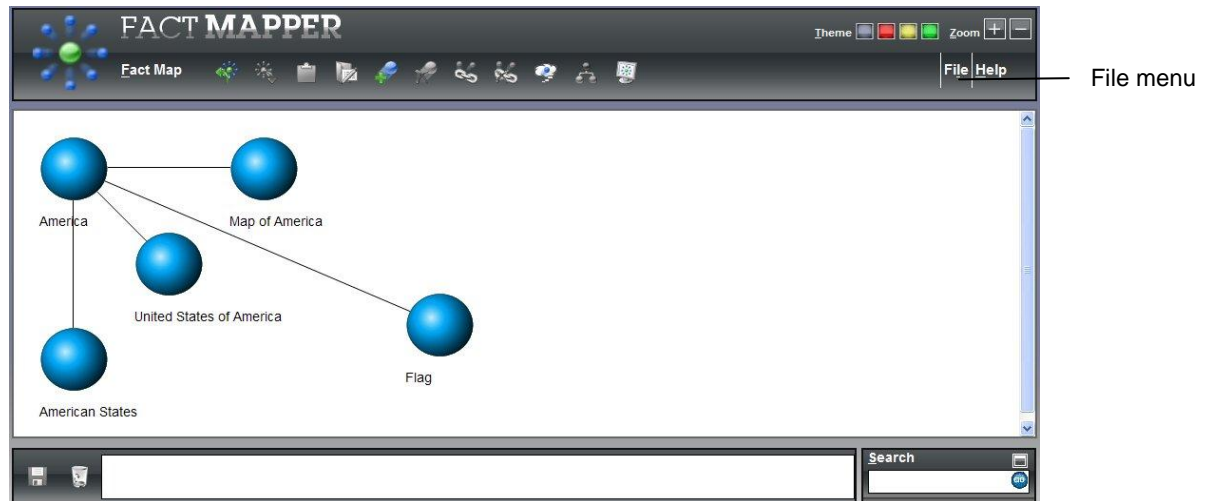 FACT MAPPER
Theme Zoom
Fact Map
File Help
File menu
America
Map of America
United States of America
Flag
American States
Search
GO